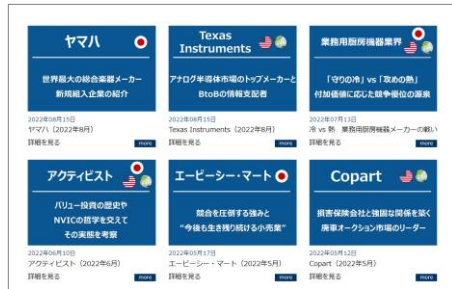 ヤマハ
世界最大の総合楽器メーカー
新規組入企業の紹介
2022年08月15日
ヤマハ（2022年8月）
詳細を見る
more
Texas
Instruments
アナログ半導体市場のトップメーカーと
BtoBの情報支配者
2022年08月15日
Texas Instruments（2022年8月）
詳細を見る
more
業務用厨房機器業界
「守りの冷」vs「攻めの熱」
付加価値に応じた競争優位の源泉
2022年07月13日
冷 vs 熱　業務用厨房機器メーカーの戦い
詳細を見る
more
アクティビスト
バリュー投資の歴史や
NVICの哲学を交えて
その実態を考察
2022年06月10日
アクティビスト（2022年6月）
詳細を見る
more
エービーシー・マート
競合を圧倒する強みと
"今後も生き残り続ける小売業"
2022年05月17日
エービーシー・マート（2022年5月）
詳細を見る
more
Copart
損害保険会社と強固な関係を築く
廃車オークション市場のリーダー
2022年05月12日
Copart（2022年5月）
詳細を見る
more